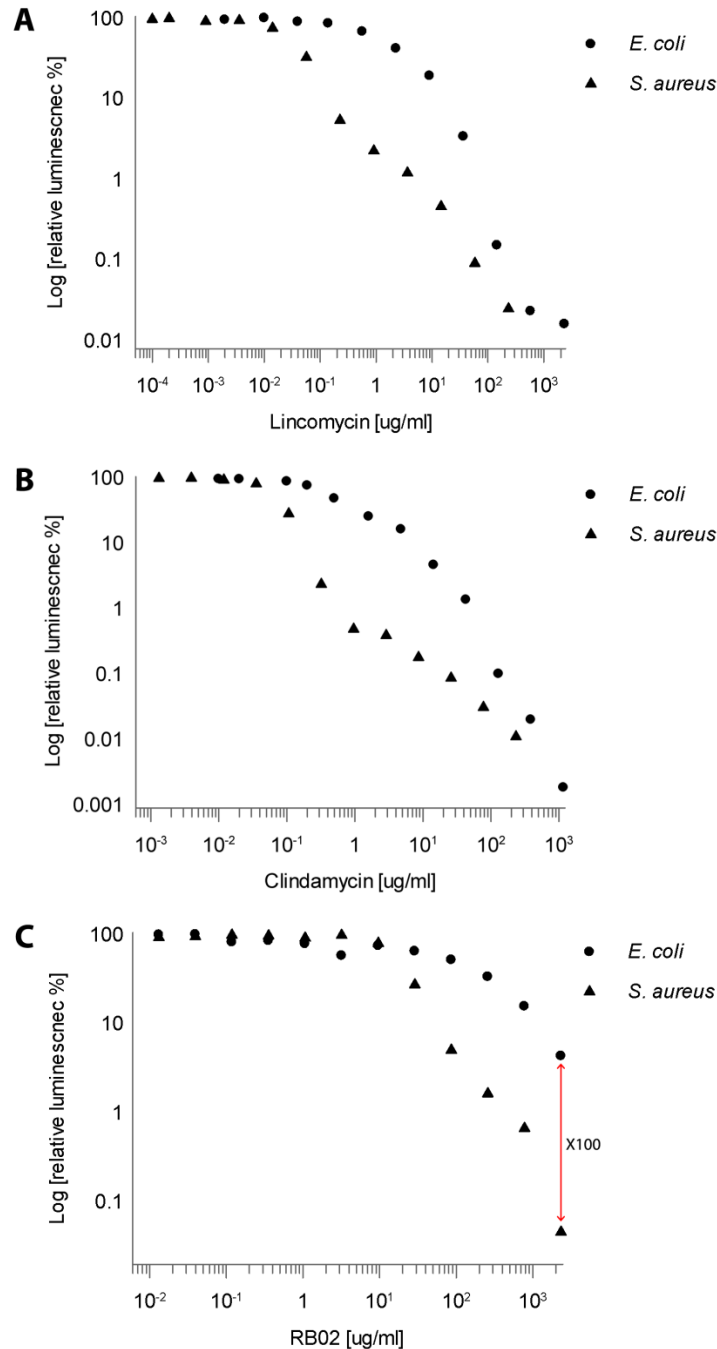 A
100
10
1
0.1
0.01
Log [relative luminescnec %]
10⁻⁴ 10⁻³ 10⁻² 10⁻¹ 1 10¹ 10² 10³
Lincomycin [ug/ml]
E. coli
S. aureus
B
100
10
1
0.1
0.01
0.001
Log [relative luminescnec %]
10⁻³ 10⁻² 10⁻¹ 1 10¹ 10² 10³
Clindamycin [ug/ml]
E. coli
S. aureus
C
100
10
1
0.1
Log [relative luminescnec %]
10⁻² 10⁻¹ 1 10¹ 10² 10³
RB02 [ug/ml]
E. coli
S. aureus
X100